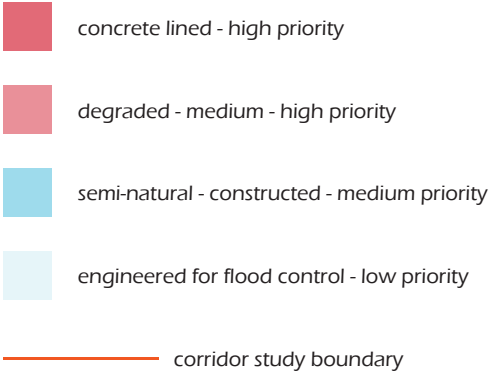 concrete lined - high priority
degraded - medium - high priority
semi-natural - constructed - medium priority
engineered for flood control - low priority
corridor study boundary